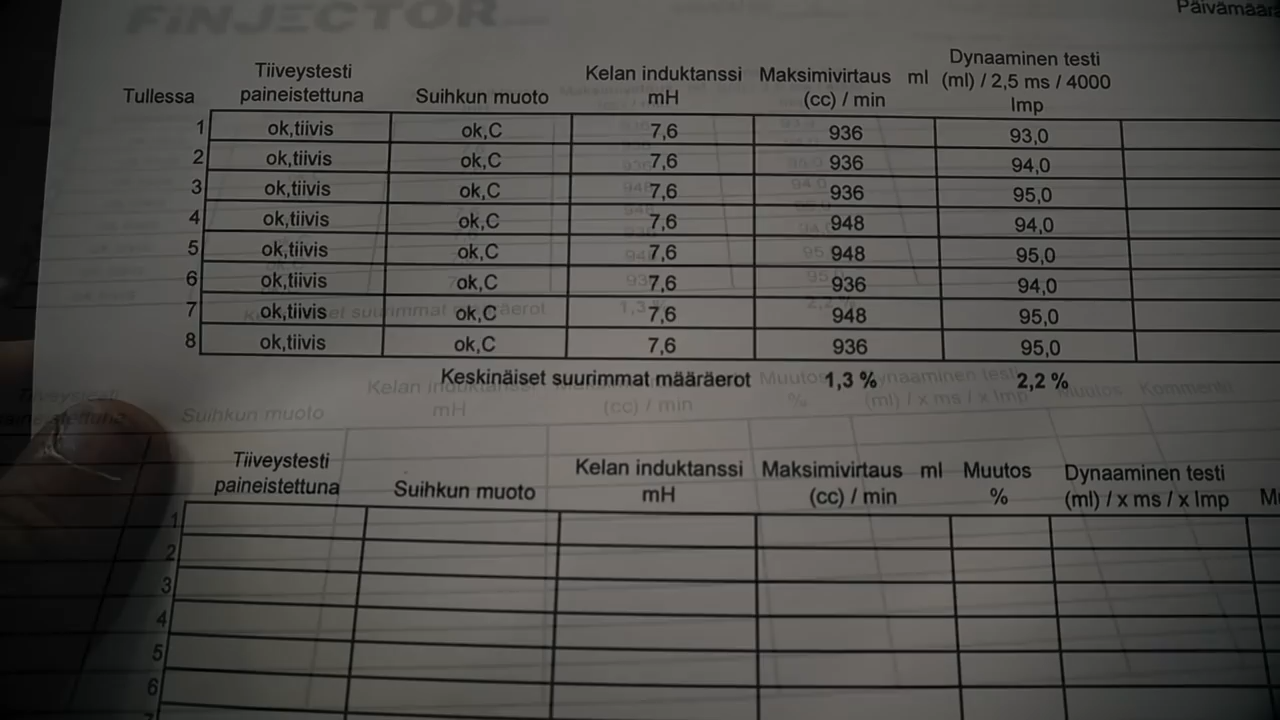 FINJECTOR
Päivämäärä
Tullessa Tiiveystesti paineistettuna Suihkun muoto Kelan induktanssi mH Maksimivirtaus ml (cc) / min Dynaaminen testi (ml) / 2,5 ms / 4000 Imp
1 ok,tiivis ok,C 7,6 936 93,0
2 ok,tiivis ok,C 7,6 936 94,0
3 ok,tiivis ok,C 7,6 936 95,0
4 ok,tiivis ok,C 7,6 948 94,0
5 ok,tiivis ok,C 7,6 948 95,0
6 ok,tiivis ok,C 7,6 936 94,0
7 ok,tiivis ok,C 7,6 948 95,0
8 ok,tiivis ok,C 7,6 936 95,0
Keskinäiset suurimmat määräerot 1,3 % 2,2 %
Tiiveystesti paineistettuna Suihkun muoto Kelan induktanssi mH Maksimivirtaus ml (cc) / min Muutos % Dynaaminen testi (ml) / x ms / x Imp
1
2
3
4
5
6